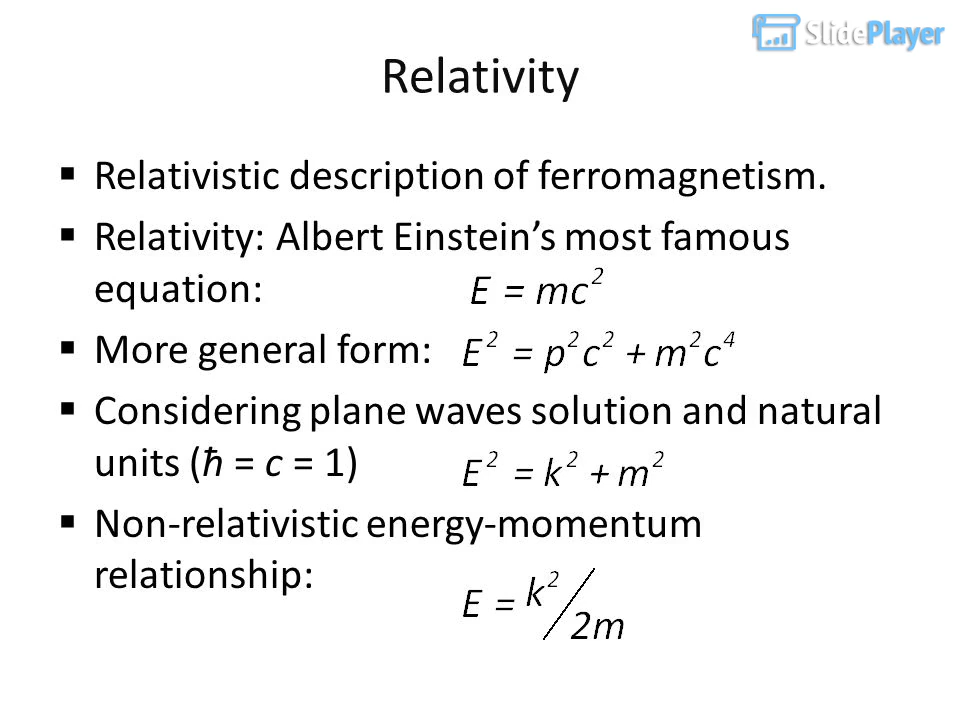 SlidePlayer
Relativity
▪ Relativistic description of ferromagnetism.
▪ Relativity: Albert Einstein’s most famous
equation: E = mc²
▪ More general form: E² = p²c² + m²c⁴
▪ Considering plane waves solution and natural
units (ħ = c = 1) E² = k² + m²
▪ Non-relativistic energy-momentum
relationship: E = k²/2m